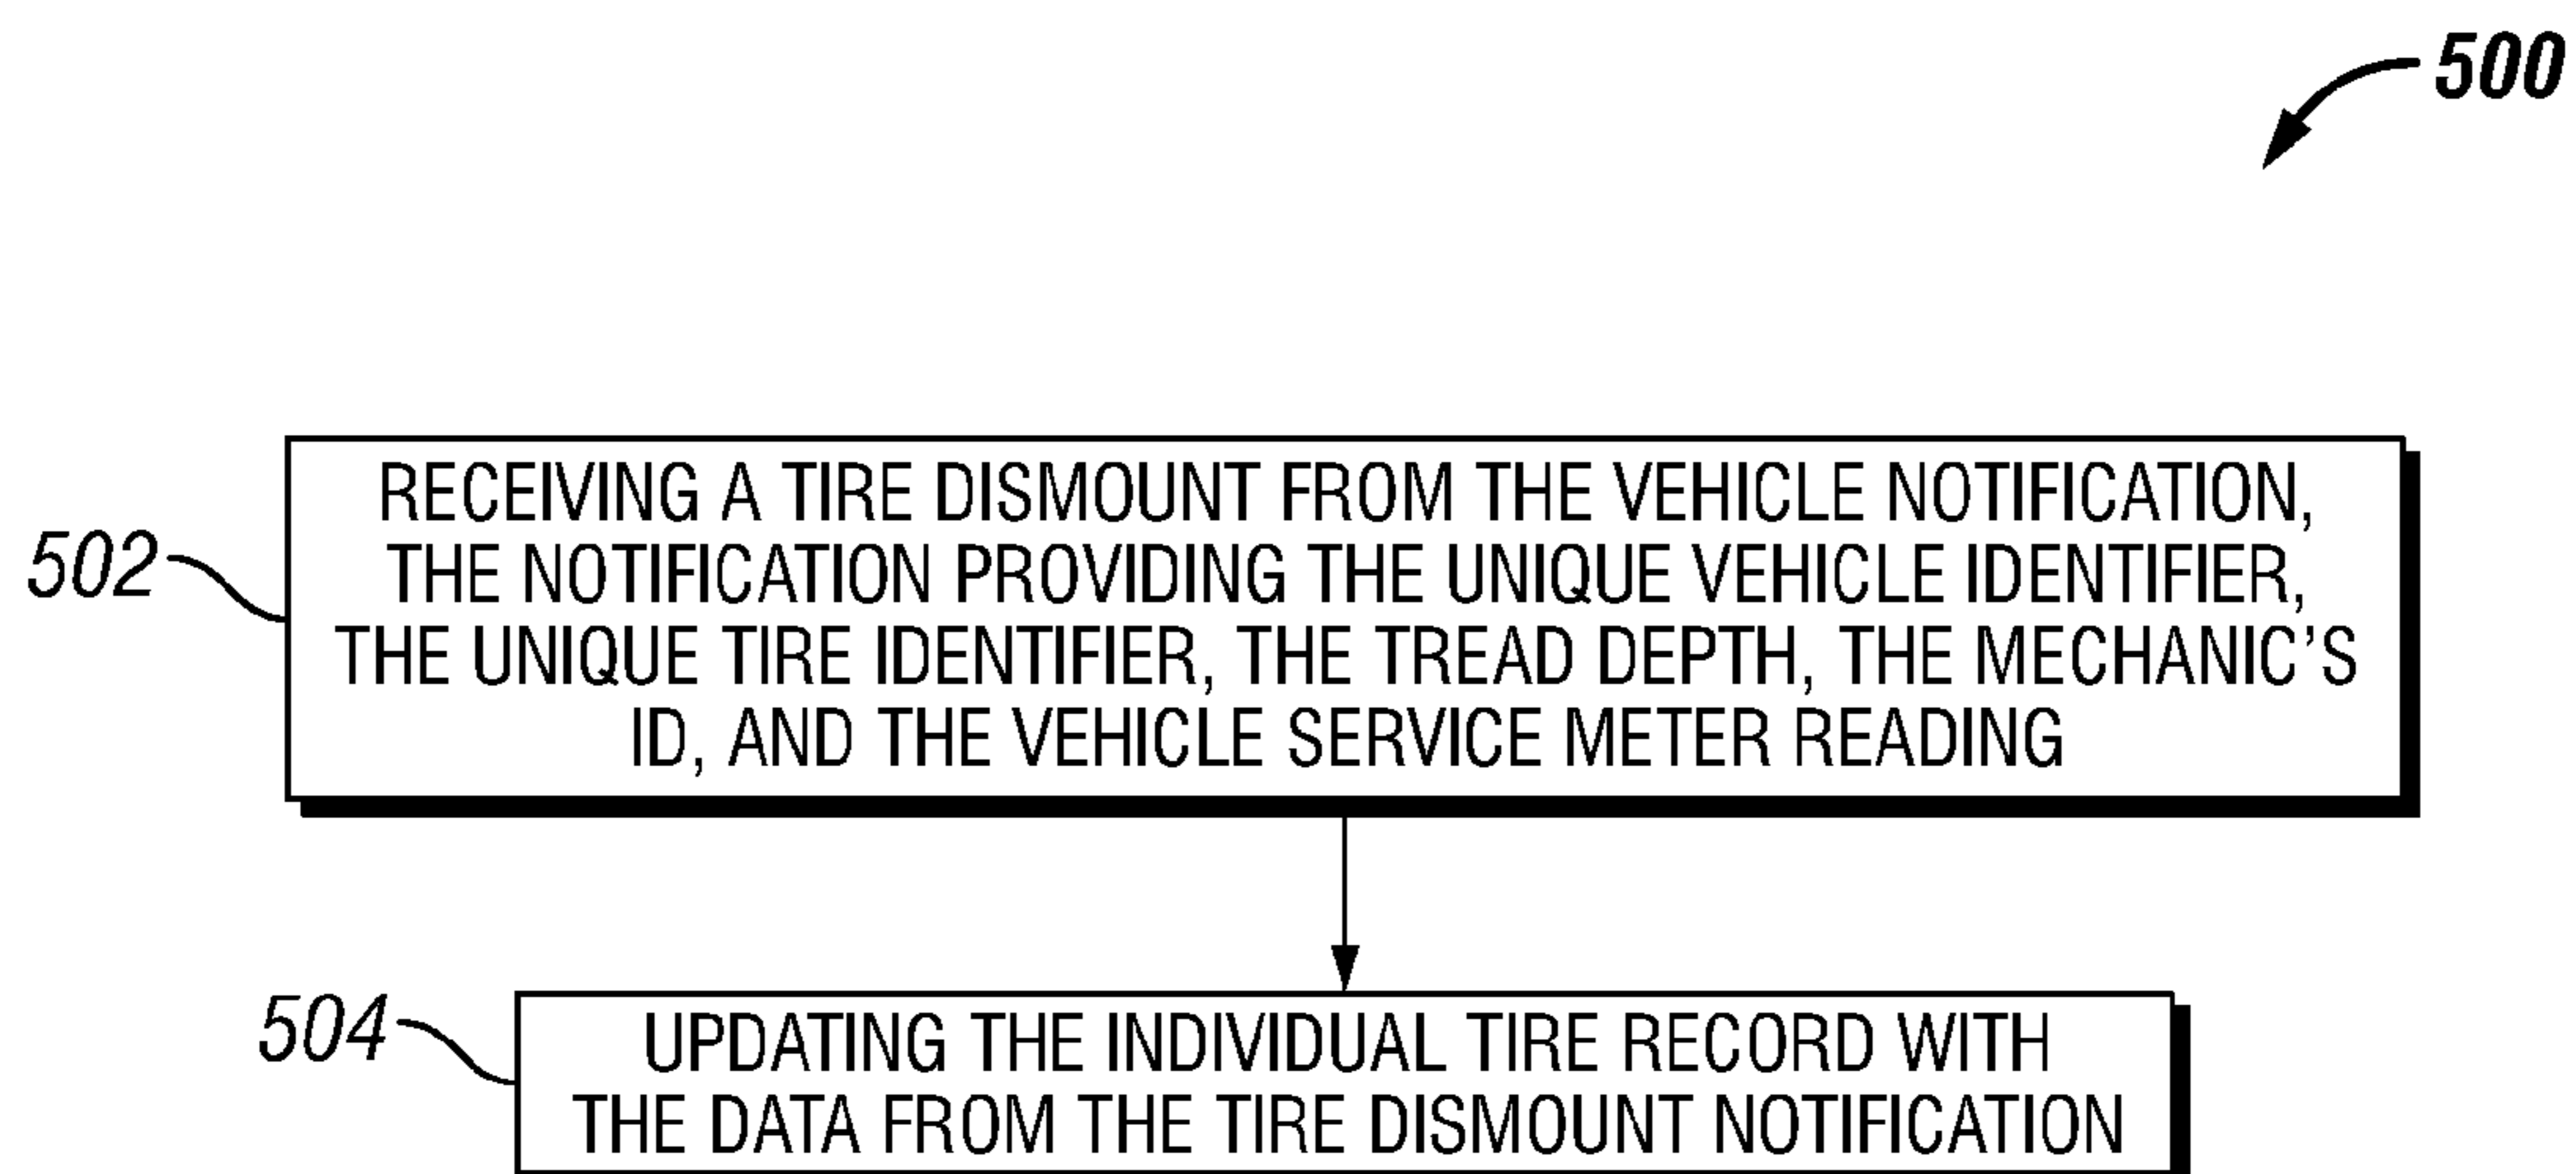 500
RECEIVING A TIRE DISMOUNT FROM THE VEHICLE NOTIFICATION,
THE NOTIFICATION PROVIDING THE UNIQUE VEHICLE IDENTIFIER,
502
THE UNIQUE TIRE IDENTIFIER, THE TREAD DEPTH, THE MECHANIC'S
ID, AND THE VEHICLE SERVICE METER READING
504
UPDATING THE INDIVIDUAL TIRE RECORD WITH
THE DATA FROM THE TIRE DISMOUNT NOTIFICATION